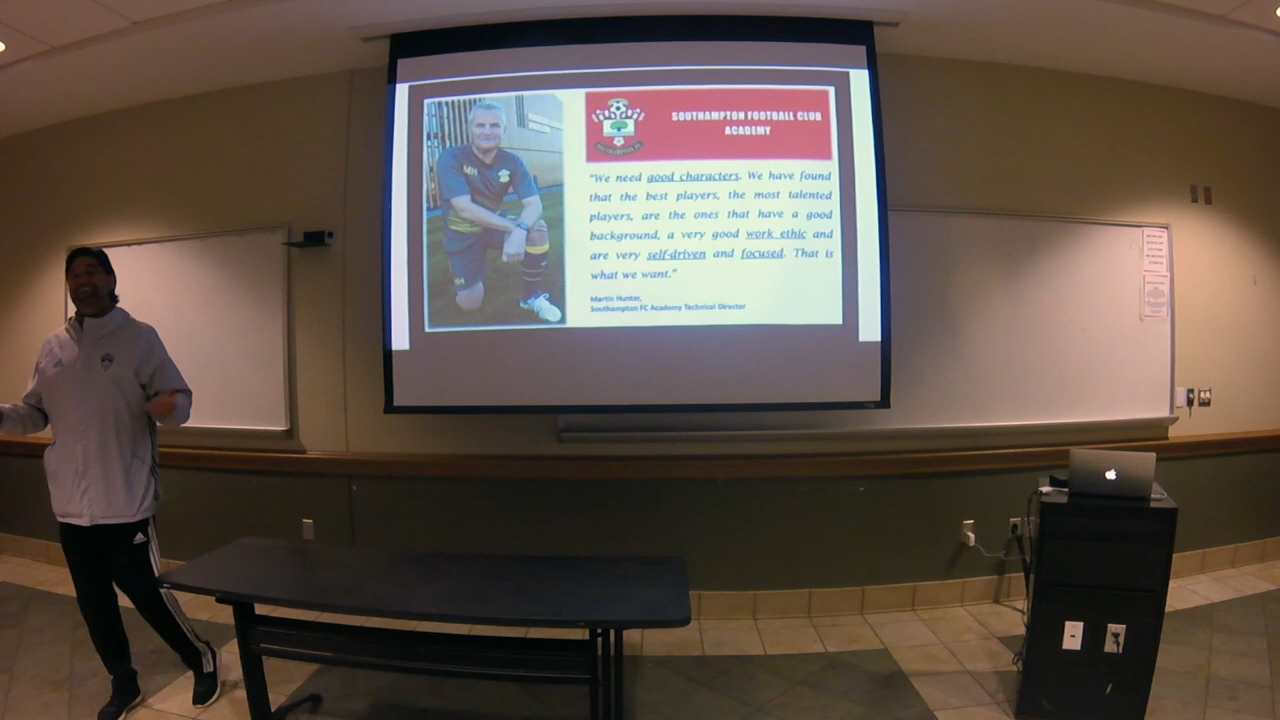 SOUTHAMPTON FOOTBALL CLUB
ACADEMY
"We need good characters. We have found
that the best players, the most talented
players, are the ones that have a good
background, a very good work ethic and
are very self-driven and focused. That is
what we want."
Martin Hunter,
Southampton FC Academy Technical Director
MH